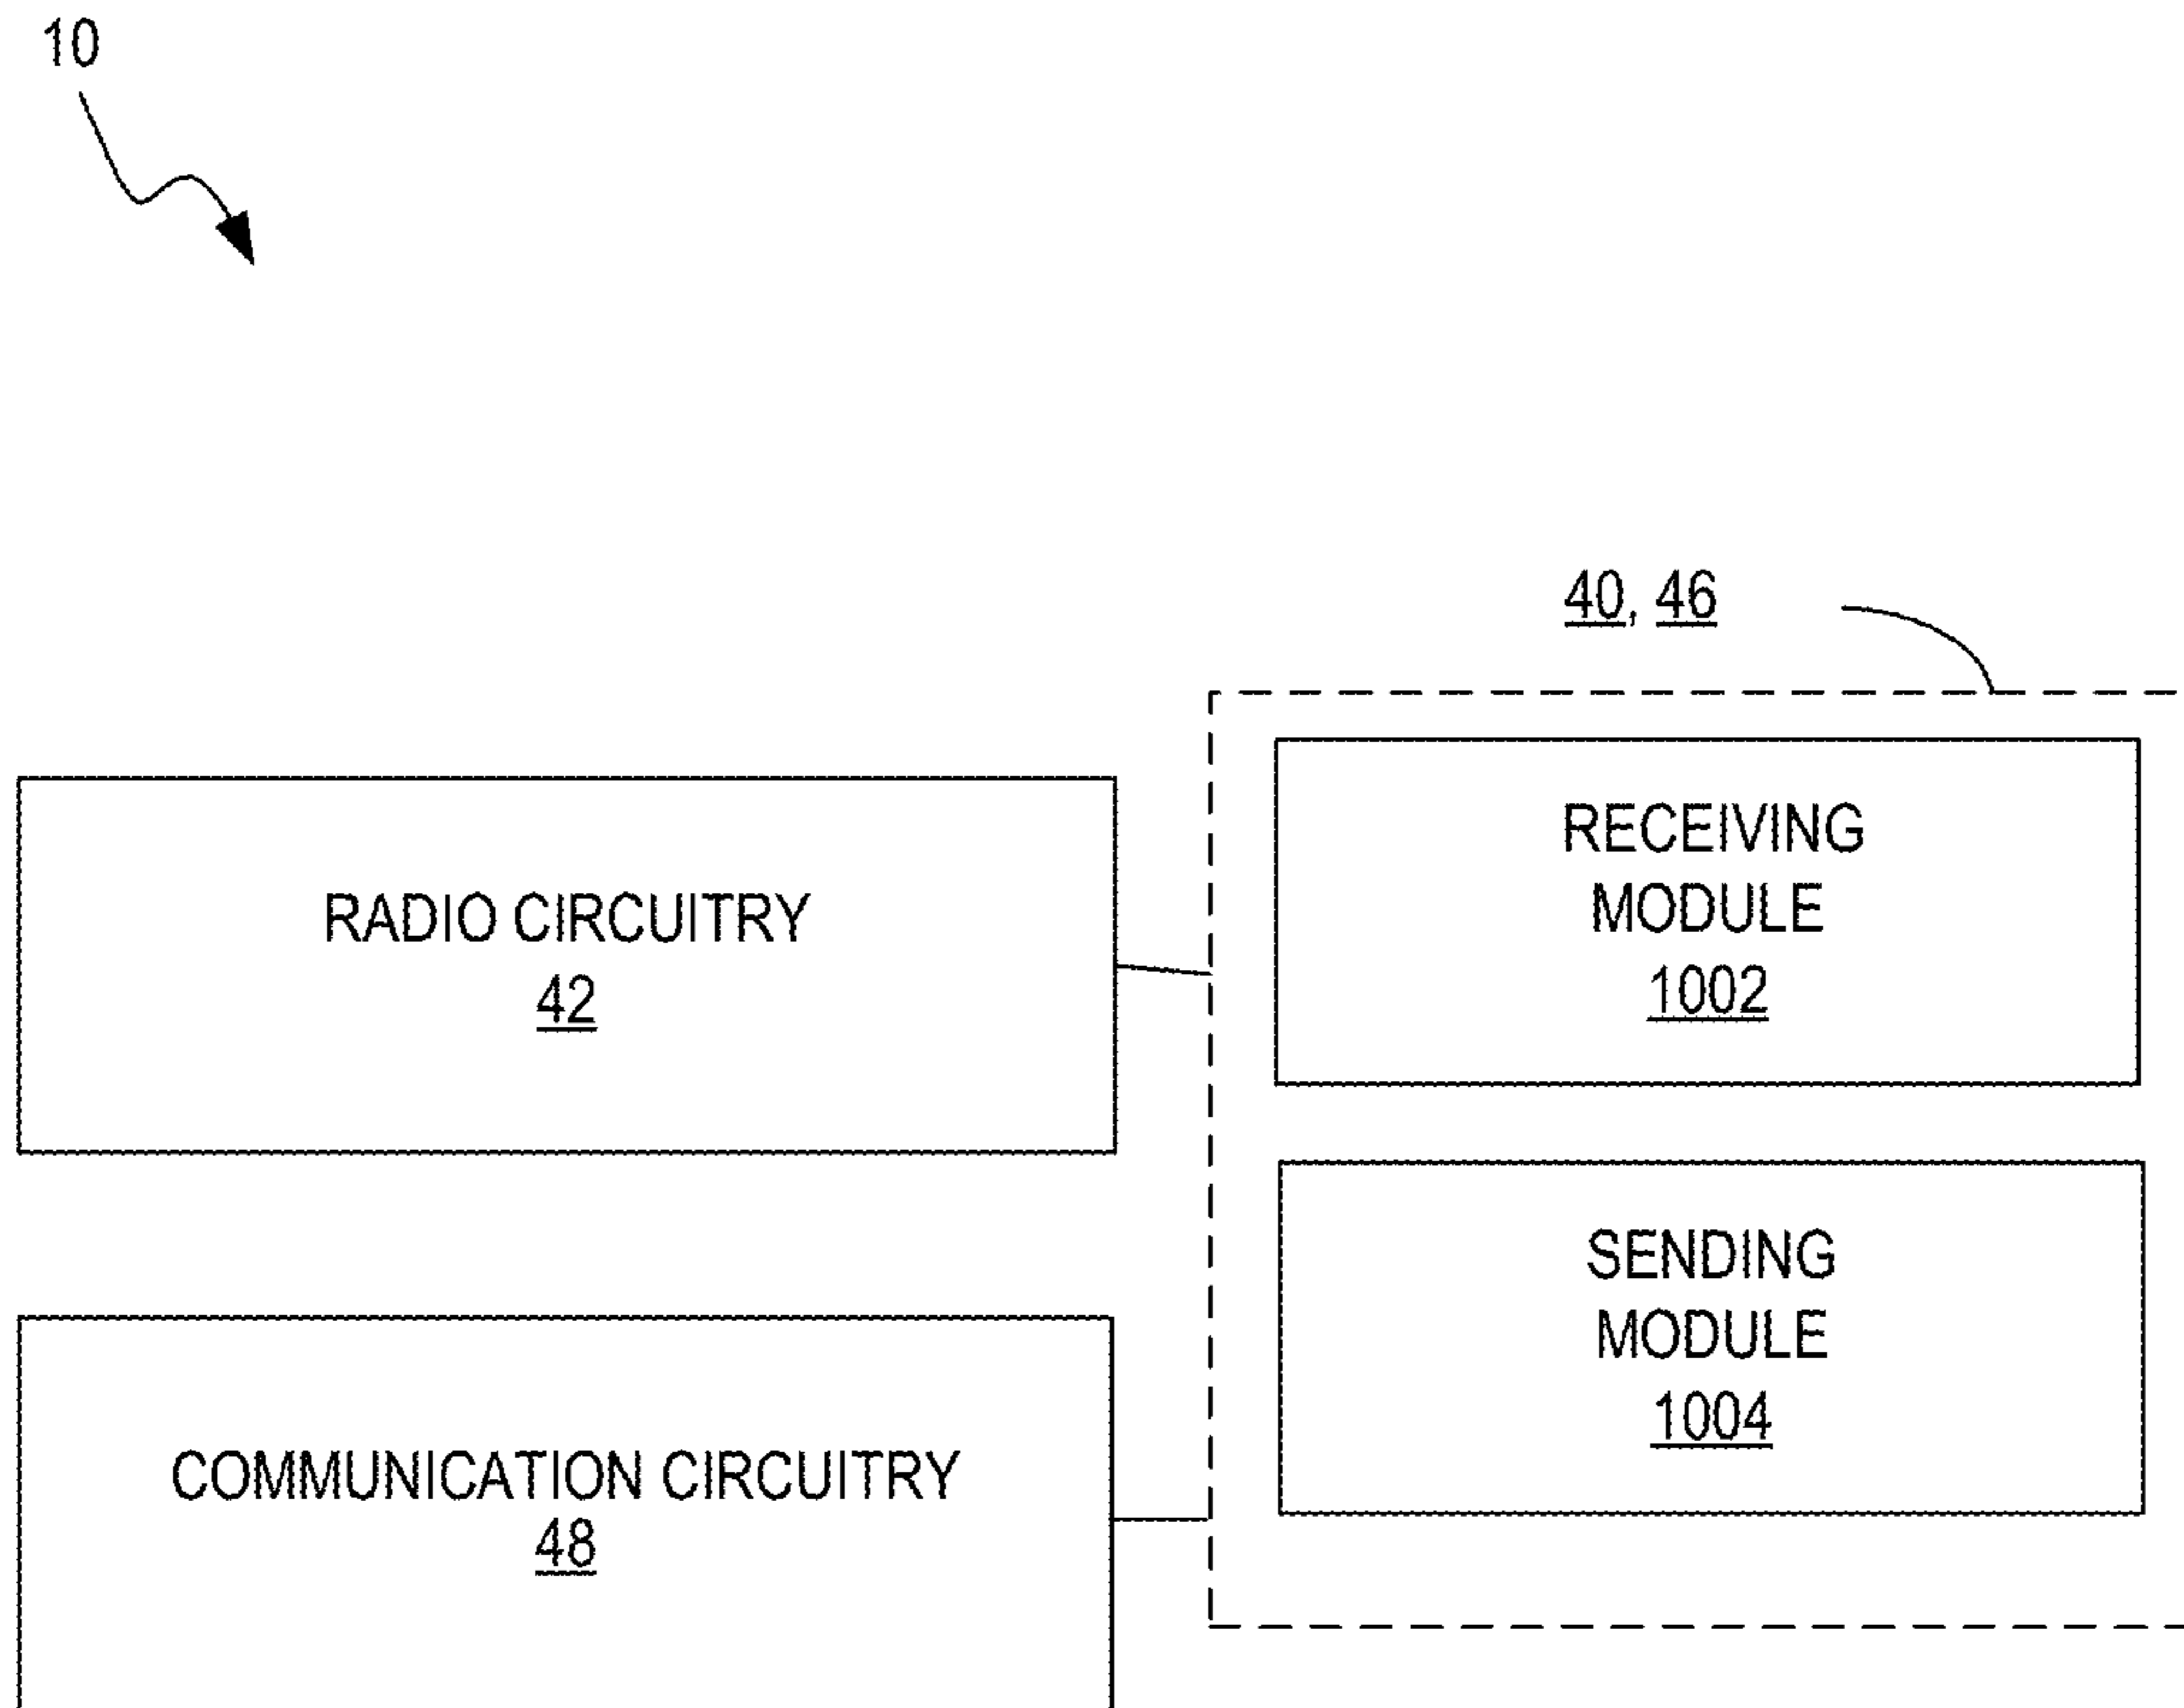 10
40, 46
RADIO CIRCUITRY
42
RECEIVING
MODULE
1002
SENDING
MODULE
1004
COMMUNICATION CIRCUITRY
48